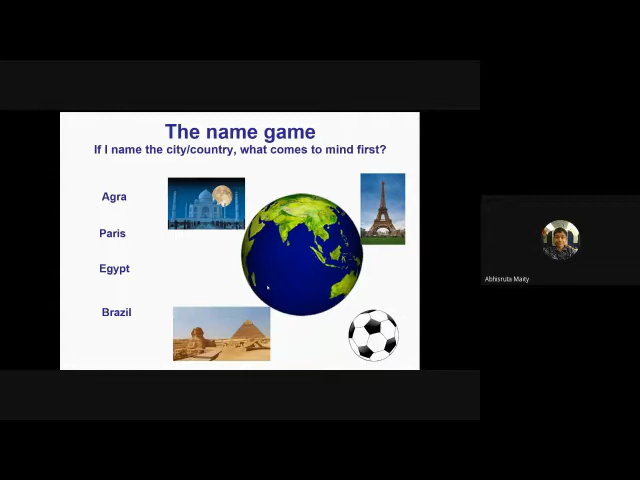 The name game
If I name the city/country, what comes to mind first?
Agra
Paris
Egypt
Brazil
Abhisruta Maity